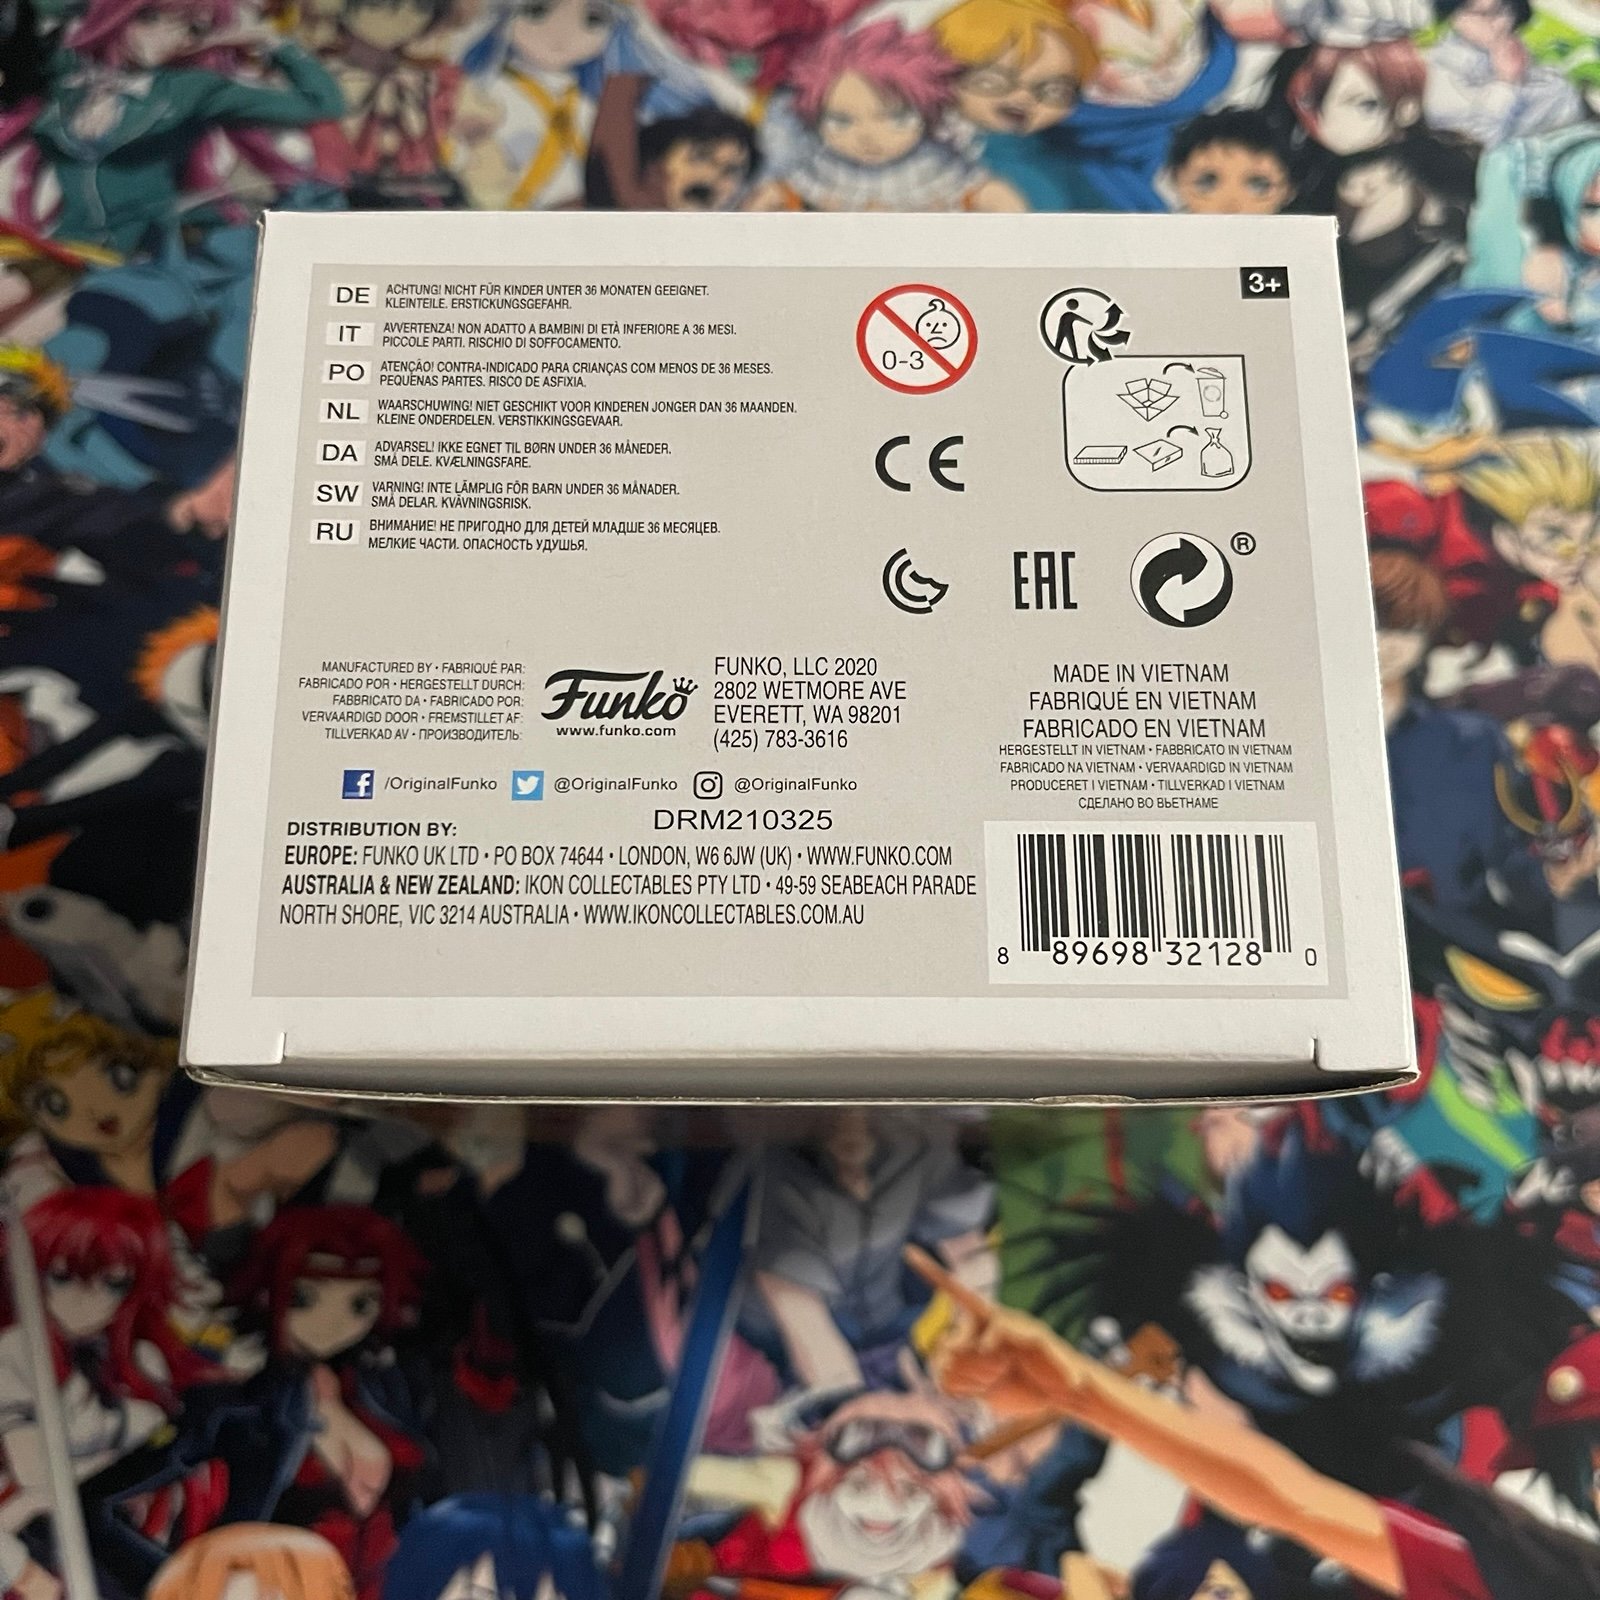 3+
DE ACHTUNG! NICHT FÜR KINDER UNTER 36 MONATEN GEEIGNET.
KLEINTEILE. ERSTICKUNGSGEFAHR.
IT AVVERTENZA! NON ADATTO A BAMBINI DI ETÀ INFERIORE A 36 MESI.
PICCOLE PARTI. RISCHIO DI SOFFOCAMENTO.
PO ATENÇÃO! CONTRA-INDICADO PARA CRIANÇAS COM MENOS DE 36 MESES.
PEQUENAS PARTES. RISCO DE ASFIXIA.
NL WAARSCHUWING! NIET GESCHIKT VOOR KINDEREN JONGER DAN 36 MAANDEN.
KLEINE ONDERDELEN. VERSTIKKINGSGEVAAR.
DA ADVARSEL! IKKE EGNET TIL BØRN UNDER 36 MÅNEDER.
SMÅ DELE. KVÆLNINGSFARE.
SW VARNING! INTE LÄMPLIG FÖR BARN UNDER 36 MÅNADER.
SMÅ DELAR. KVÄVNINGSRISK.
RU ВНИМАНИЕ! НЕ ПРИГОДНО ДЛЯ ДЕТЕЙ МЛАДШЕ 36 МЕСЯЦЕВ.
МЕЛКИЕ ЧАСТИ. ОПАСНОСТЬ УДУШЬЯ.
0-3
CE
EAC
®
MANUFACTURED BY • FABRIQUÉ PAR:
FABRICADO POR • HERGESTELLT DURCH:
FABBRICATO DA • FABRICADO POR:
VERVAARDIGD DOOR • FREMSTILLET AF:
TILLVERKAD AV • ПРОИЗВОДИТЕЛЬ:
Funko
www.funko.com
FUNKO, LLC 2020
2802 WETMORE AVE
EVERETT, WA 98201
(425) 783-3616
MADE IN VIETNAM
FABRIQUÉ EN VIETNAM
FABRICADO EN VIETNAM
HERGESTELLT IN VIETNAM • FABBRICATO IN VIETNAM
FABRICADO NA VIETNAM • VERVAARDIGD IN VIETNAM
PRODUCERET I VIETNAM • TILLVERKAD I VIETNAM
СДЕЛАНО ВО ВЬЕТНАМЕ
f /OriginalFunko @OriginalFunko @OriginalFunko
DRM210325
DISTRIBUTION BY:
EUROPE: FUNKO UK LTD • PO BOX 74644 • LONDON, W6 6JW (UK) • WWW.FUNKO.COM
AUSTRALIA & NEW ZEALAND: IKON COLLECTABLES PTY LTD • 49-59 SEABEACH PARADE
NORTH SHORE, VIC 3214 AUSTRALIA • WWW.IKONCOLLECTABLES.COM.AU
8 89698 32128 0